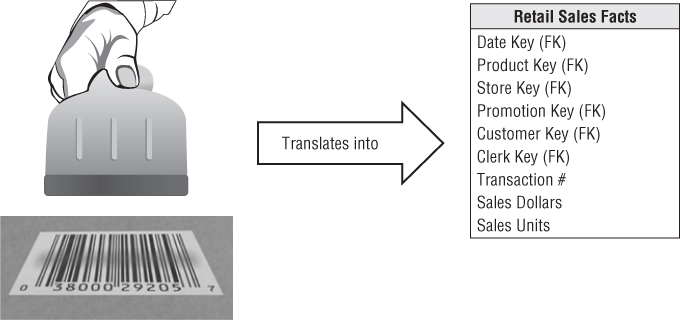 Retail Sales Facts
Date Key (FK)
Product Key (FK)
Store Key (FK)
Promotion Key (FK)
Customer Key (FK)
Clerk Key (FK)
Transaction #
Sales Dollars
Sales Units
Translates into
0 38000 29205 7